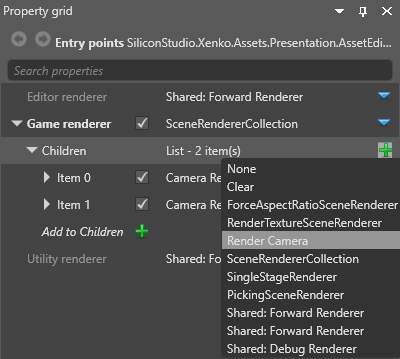 Property grid
Entry points SiliconStudio.Xenko.Assets.Presentation.AssetEdi...
Search properties
Editor renderer Shared: Forward Renderer
Game renderer SceneRendererCollection
Children List - 2 item(s)
None
Item 0 Camera Re
Clear
ForceAspectRatioSceneRenderer
Item 1 Camera Re
RenderTextureSceneRenderer
Add to Children
Render Camera
Utility renderer Shared: Fo
SceneRendererCollection
SingleStageRenderer
PickingSceneRenderer
Shared: Forward Renderer
Shared: Forward Renderer
Shared: Debug Renderer